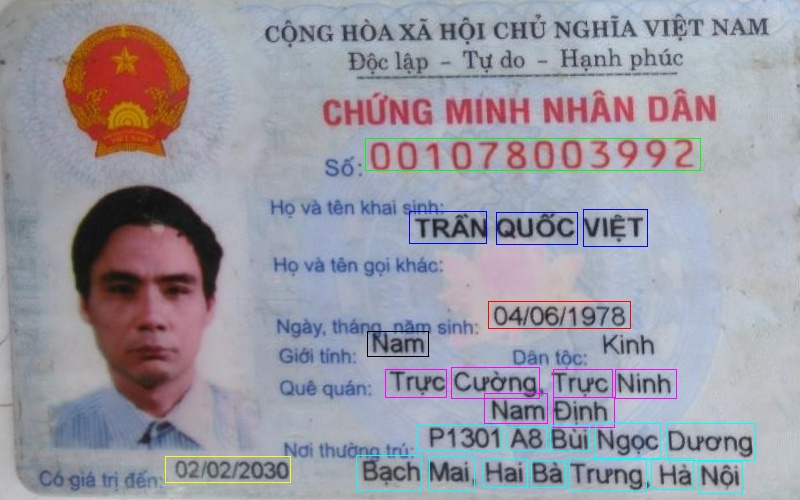 CỘNG HÒA XÃ HỘI CHỦ NGHĨA VIỆT NAM
Độc lập - Tự do - Hạnh phúc
CHỨNG MINH NHÂN DÂN
Số: 001078003992
Họ và tên khai sinh:
TRẦN QUỐC VIỆT
Họ và tên gọi khác:
Ngày, tháng, năm sinh: 04/06/1978
Giới tính: Nam Dân tộc: Kinh
Quê quán: Trực Cường, Trực Ninh
Nam Định
Nơi thường trú: P1301 A8 Bùi Ngọc Dương
Bạch Mai, Hai Bà Trưng, Hà Nội
Có giá trị đến: 02/02/2030
VIỆT NAM